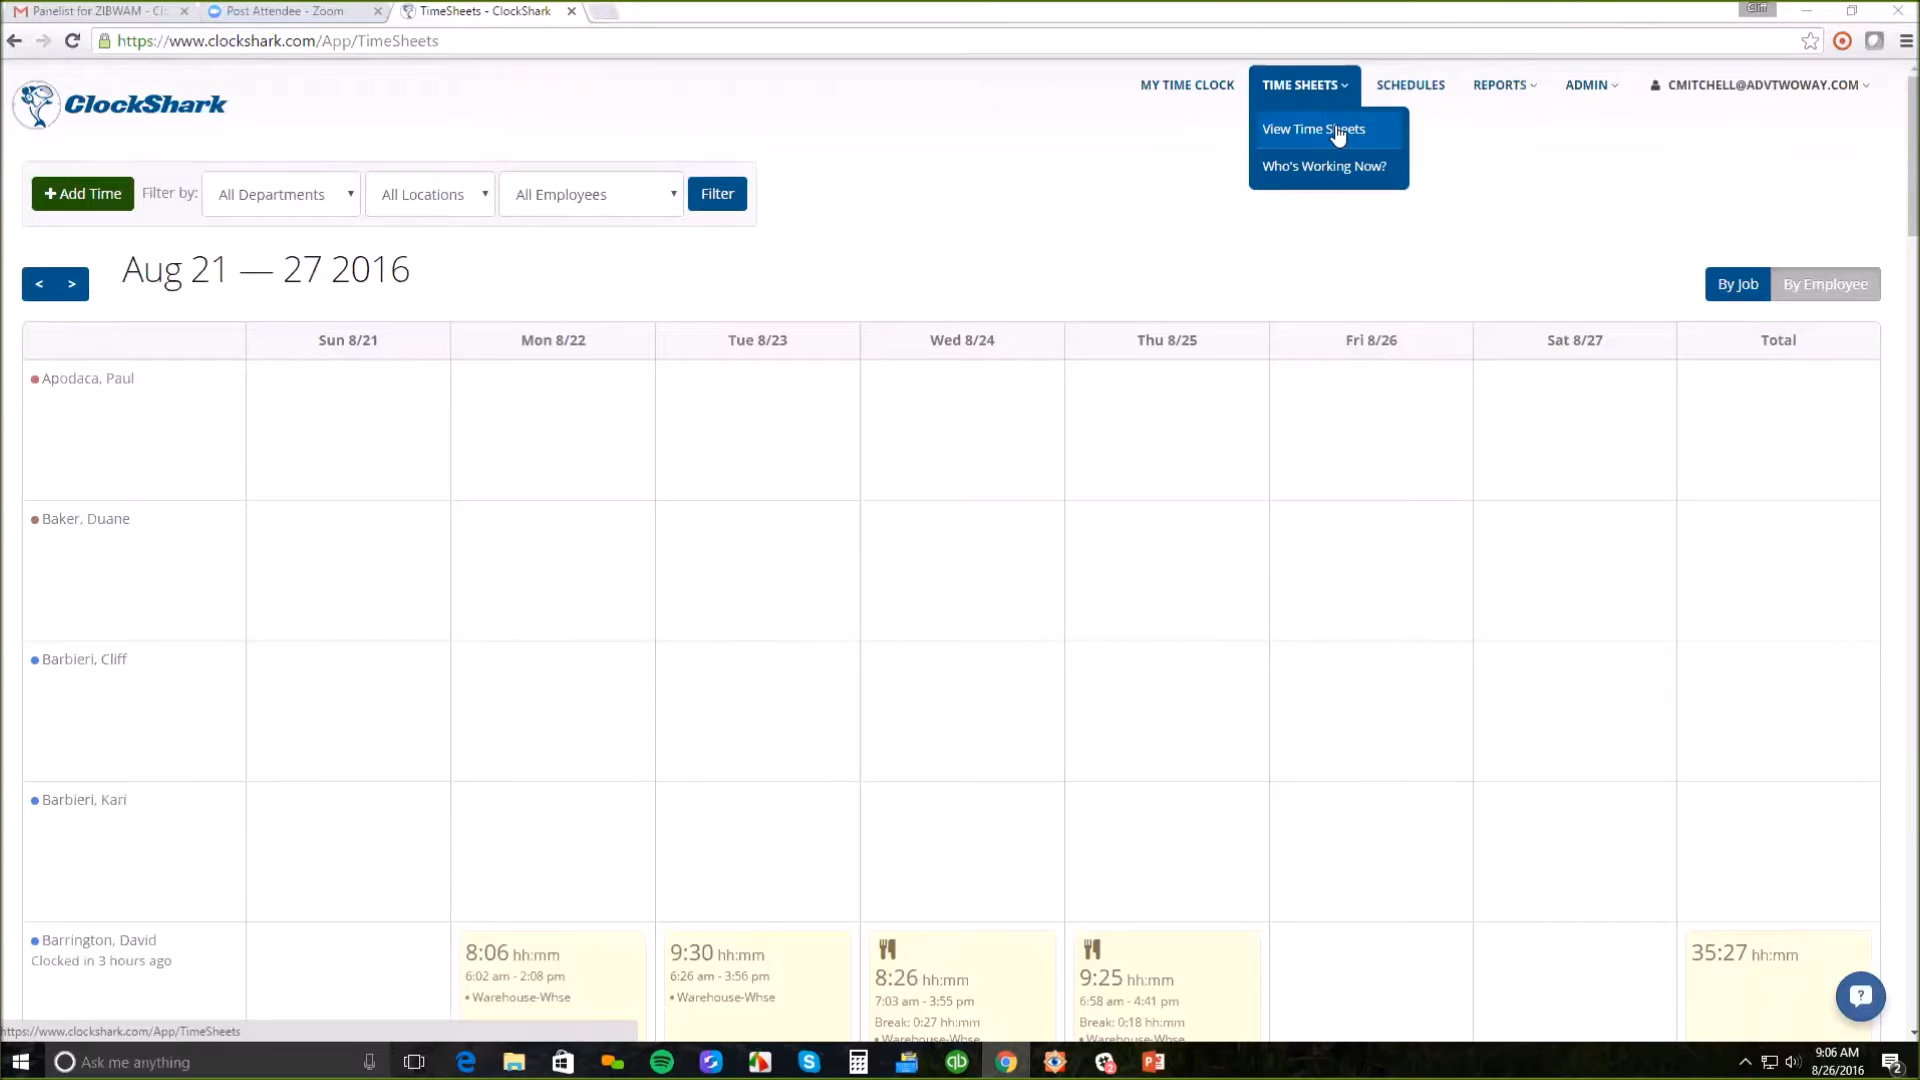 Panelist for ZIBWAM - Cl
Post Attendee - Zoom
TimeSheets - ClockShark
Cliff
https://www.clockshark.com/App/TimeSheets
ClockShark
MY TIME CLOCK
TIME SHEETS
SCHEDULES
REPORTS
ADMIN
CMITCHELL@ADVTWOWAY.COM
View Time Sheets
Who's Working Now?
+ Add Time
Filter by:
All Departments
All Locations
All Employees
Filter
< >
Aug 21 — 27 2016
By Job
By Employee
Sun 8/21
Mon 8/22
Tue 8/23
Wed 8/24
Thu 8/25
Fri 8/26
Sat 8/27
Total
Apodaca, Paul
Baker, Duane
Barbieri, Cliff
Barbieri, Kari
Barrington, David
Clocked in 3 hours ago
8:06 hh:mm
6:02 am - 2:08 pm
• Warehouse-Whse
9:30 hh:mm
6:26 am - 3:56 pm
• Warehouse-Whse
8:26 hh:mm
7:03 am - 3:55 pm
Break: 0:27 hh:mm
• Warehouse-Whse
9:25 hh:mm
6:58 am - 4:41 pm
Break: 0:18 hh:mm
• Warehouse-Whse
35:27 hh:mm
https://www.clockshark.com/App/TimeSheets
Ask me anything
9:06 AM
8/26/2016
2